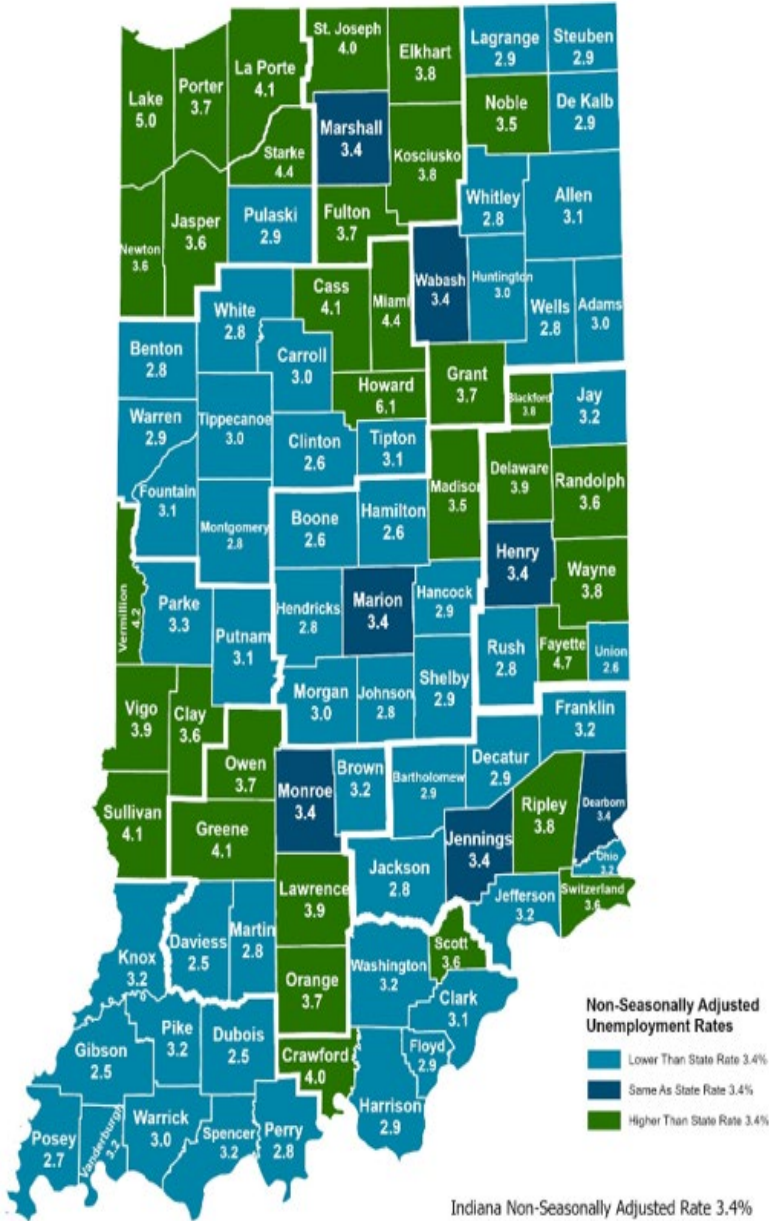 St. Joseph
4.0
Elkhart
3.8
Lagrange
2.9
Steuben
2.9
Lake
5.0
Porter
3.7
La Porte
4.1
Noble
3.5
De Kalb
2.9
Marshall
3.4
Starke
4.4
Kosciusko
3.8
Whitley
2.8
Allen
3.1
Newton
3.6
Jasper
3.6
Pulaski
2.9
Fulton
3.7
Wabash
3.4
Huntington
3.0
Wells
2.8
Adams
3.0
White
2.8
Cass
4.1
Miami
4.4
Benton
2.8
Carroll
3.0
Howard
6.1
Grant
3.7
Blackford
3.8
Jay
3.2
Warren
2.9
Tippecanoe
3.0
Clinton
2.6
Tipton
3.1
Madison
3.5
Delaware
3.9
Randolph
3.6
Fountain
3.1
Montgomery
2.8
Boone
2.6
Hamilton
2.6
Henry
3.4
Wayne
3.8
Vermillion
4.2
Parke
3.3
Putnam
3.1
Hendricks
2.8
Marion
3.4
Hancock
2.9
Rush
2.8
Fayette
4.7
Union
2.6
Vigo
3.9
Clay
3.6
Morgan
3.0
Johnson
2.8
Shelby
2.9
Franklin
3.2
Owen
3.7
Monroe
3.4
Brown
3.2
Bartholomew
2.9
Decatur
2.9
Ripley
3.8
Dearborn
3.4
Sullivan
4.1
Greene
4.1
Jennings
3.4
Ohio
3.2
Jackson
2.8
Lawrence
3.9
Jefferson
3.2
Switzerland
3.6
Knox
3.2
Daviess
2.5
Martin
2.8
Orange
3.7
Washington
3.2
Scott
3.6
Clark
3.1
Gibson
2.5
Pike
3.2
Dubois
2.5
Crawford
4.0
Floyd
2.9
Harrison
2.9
Posey
2.7
Vanderburgh
3.2
Warrick
3.0
Spencer
3.2
Perry
2.8
Non-Seasonally Adjusted
Unemployment Rates
Lower Than State Rate 3.4%
Same As State Rate 3.4%
Higher Than State Rate 3.4%
Indiana Non-Seasonally Adjusted Rate 3.4%